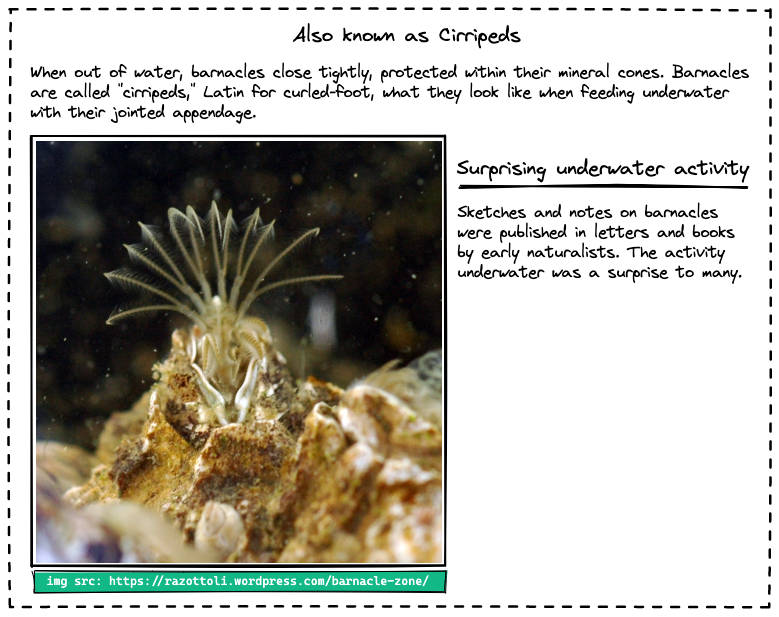 Also known as Cirripeds
When out of water, barnacles close tightly, protected within their mineral cones. Barnacles
are called "cirripeds," Latin for curled-foot, what they look like when feeding underwater
with their jointed appendage.
Surprising underwater activity
Sketches and notes on barnacles
were published in letters and books
by early naturalists. The activity
underwater was a surprise to many.
img src: https://razottoli.wordpress.com/barnacle-zone/